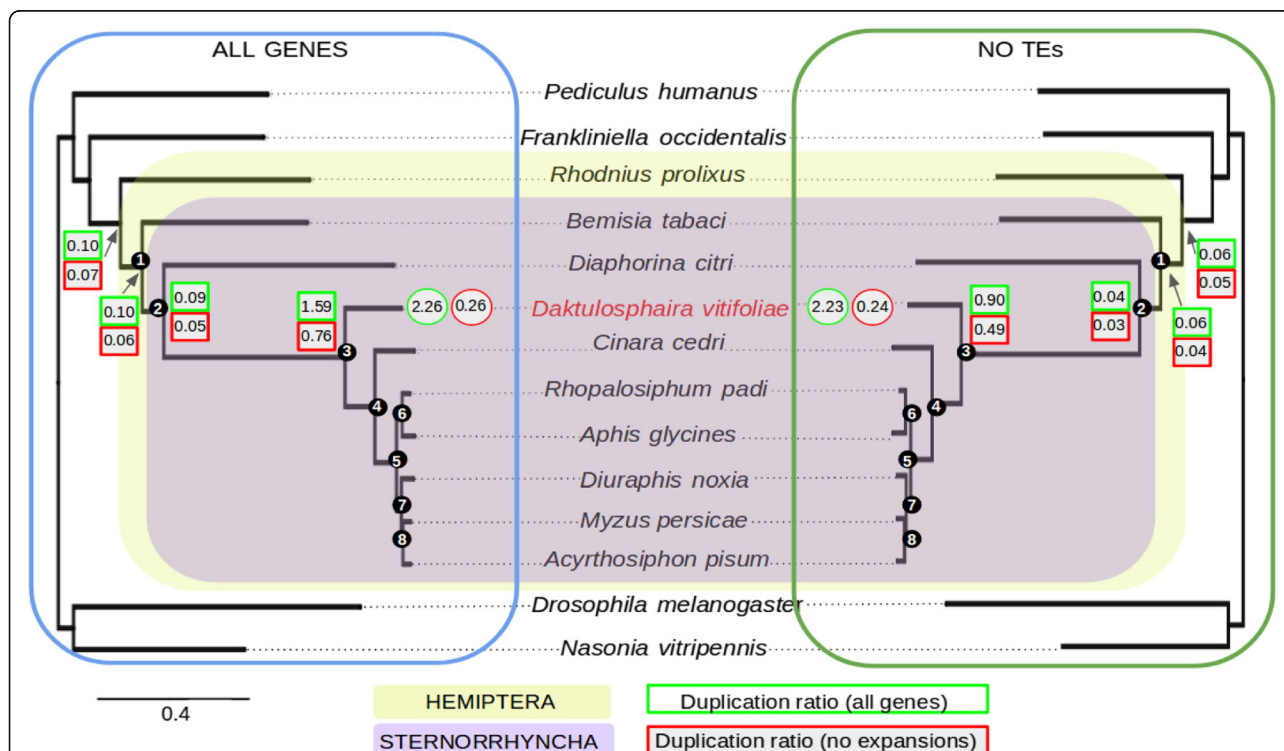 ALL GENES
NO TEs
Pediculus humanus
Frankliniella occidentalis
Rhodnius prolixus
Bemisia tabaci
Diaphorina citri
Daktulosphaira vitifoliae
Cinara cedri
Rhopalosiphum padi
Aphis glycines
Diuraphis noxia
Myzus persicae
Acyrthosiphon pisum
Drosophila melanogaster
Nasonia vitripennis
0.10
0.07
0.10
0.06
0.09
0.05
1.59
0.76
2.26
0.26
1
2
3
4
5
6
7
8
2.23
0.24
0.90
0.49
0.04
0.03
0.06
0.05
0.06
0.04
1
2
3
4
5
6
7
8
0.4
HEMIPTERA
STERNORRHYNCHA
Duplication ratio (all genes)
Duplication ratio (no expansions)